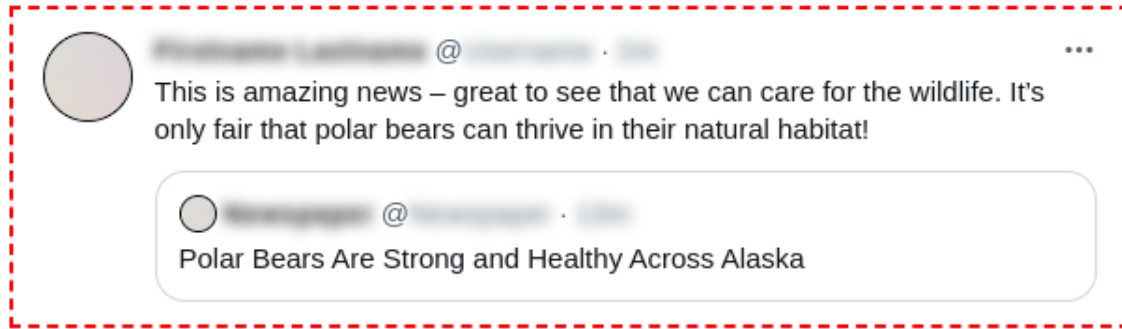 @ ·
This is amazing news – great to see that we can care for the wildlife. It’s
only fair that polar bears can thrive in their natural habitat!
@ ·
Polar Bears Are Strong and Healthy Across Alaska